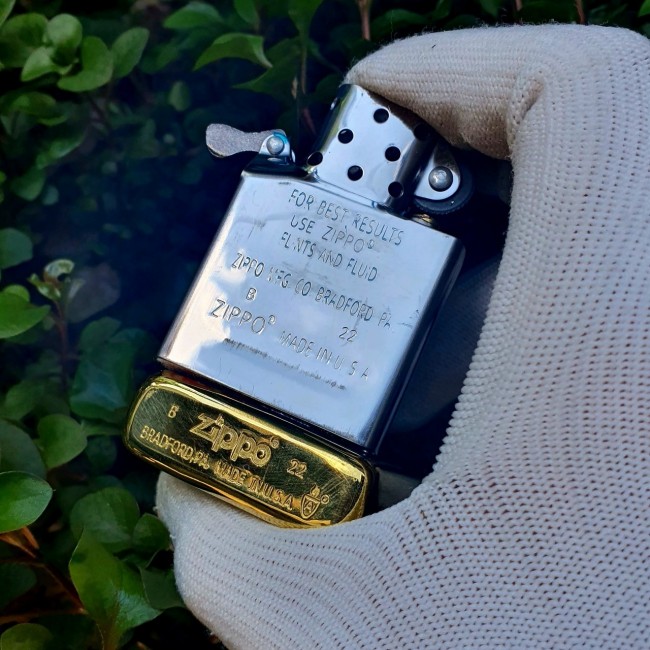 FOR BEST RESULTS
USE ZIPPO®
FLINTS AND FLUID
ZIPPO MFG. CO. BRADFORD PA.
B 22
ZIPPO® MADE IN U S A
B Zippo® 22
BRADFORD, PA. MADE IN U.S.A